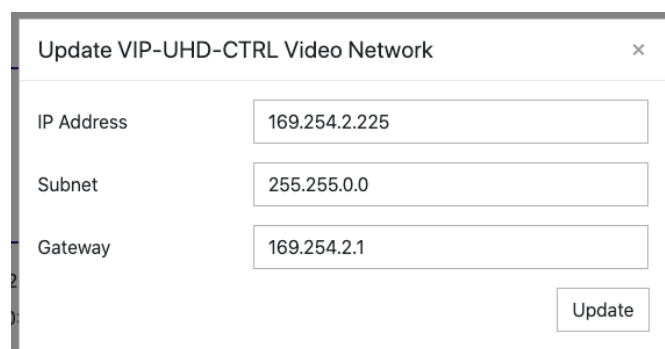 Update VIP-UHD-CTRL Video Network ×
IP Address 169.254.2.225
Subnet 255.255.0.0
Gateway 169.254.2.1
Update